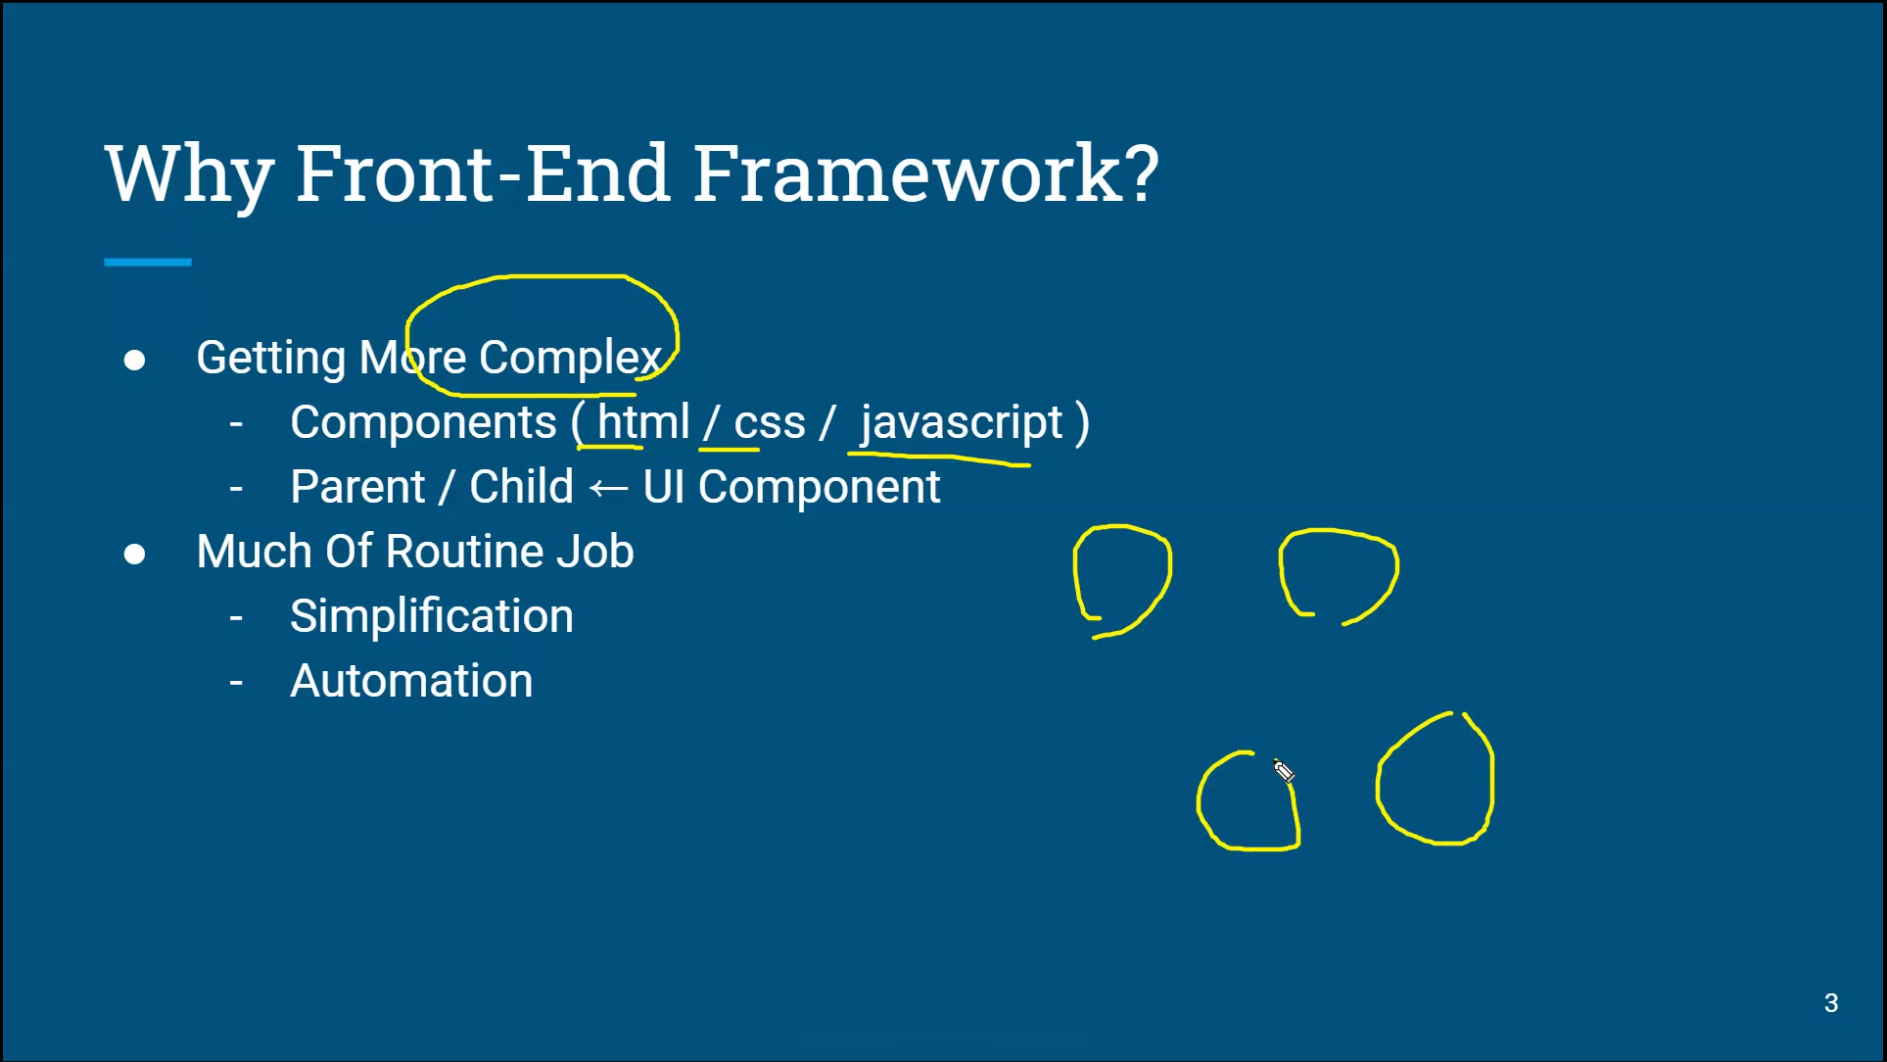 Why Front-End Framework?
● Getting More Complex
- Components ( html / css / javascript )
- Parent / Child ← UI Component
● Much Of Routine Job
- Simplification
- Automation
3